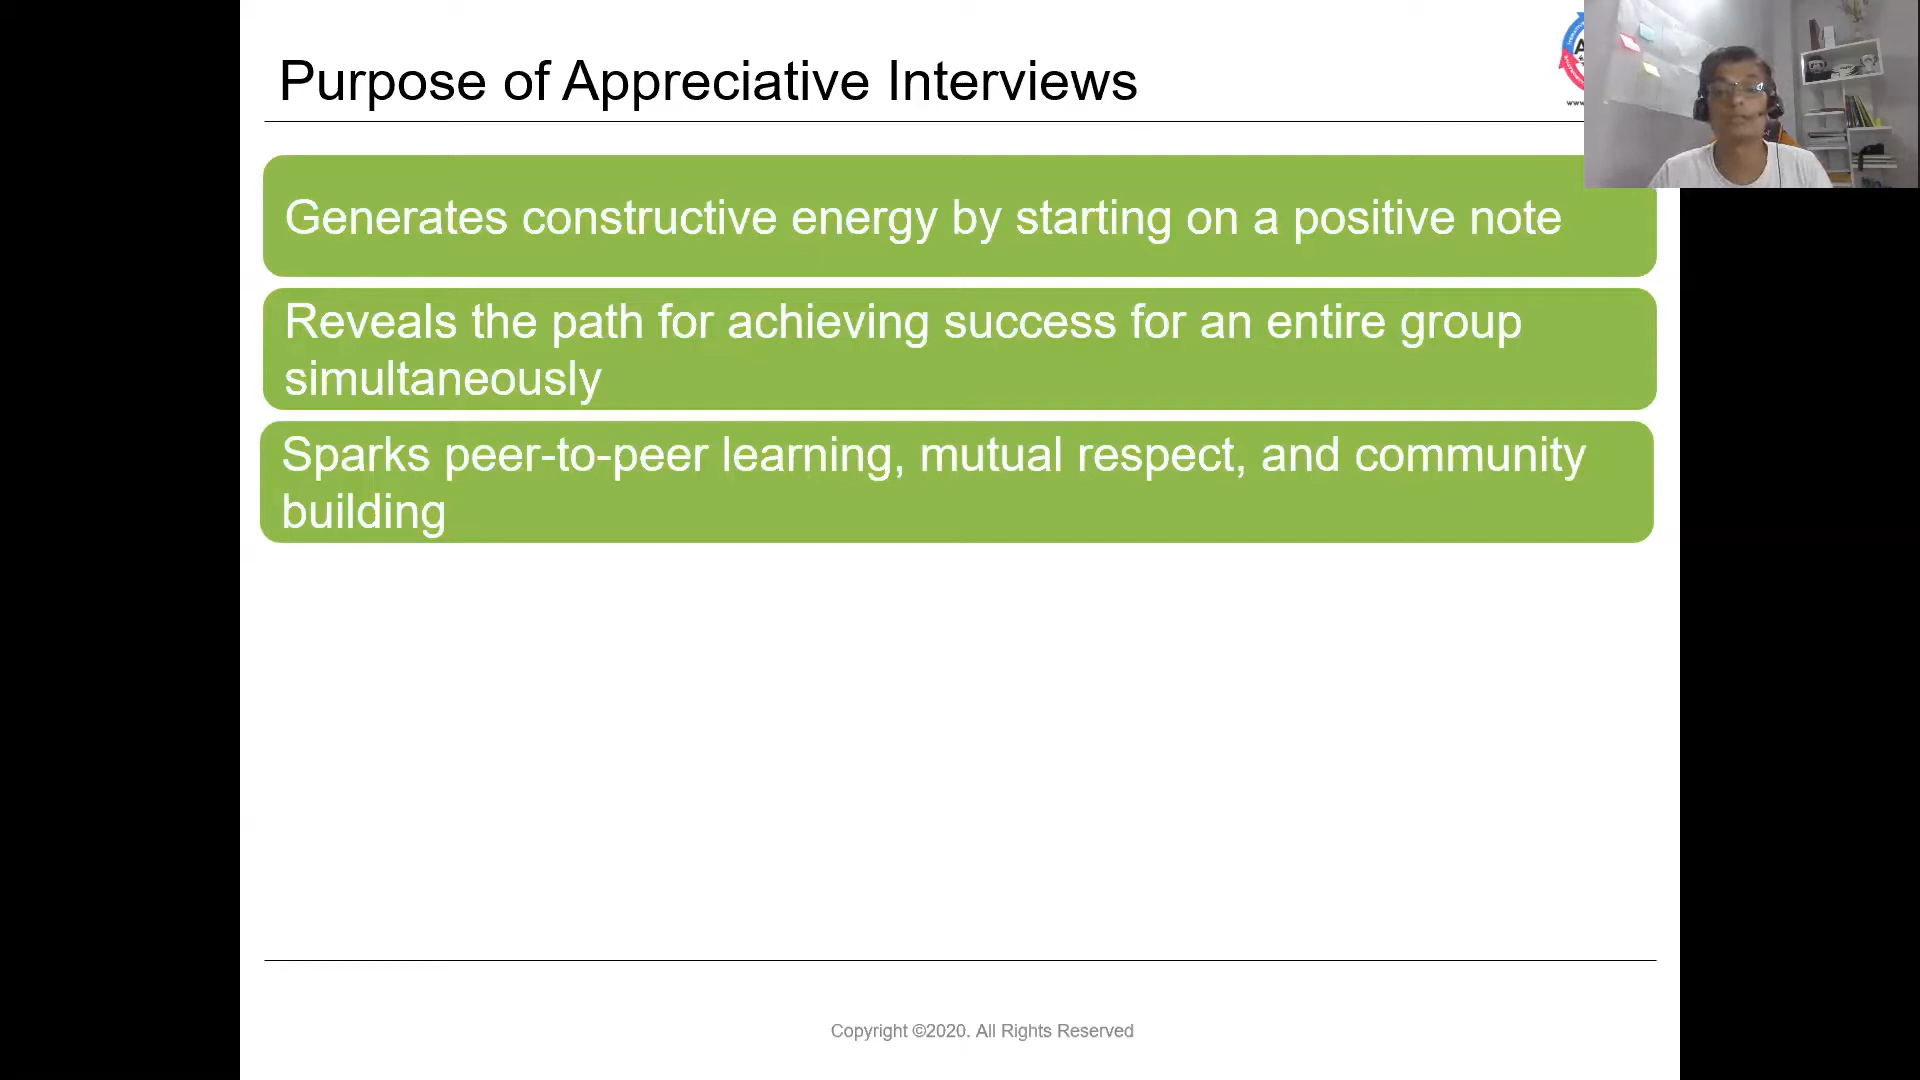 Purpose of Appreciative Interviews
Generates constructive energy by starting on a positive note
Reveals the path for achieving success for an entire group
simultaneously
Sparks peer-to-peer learning, mutual respect, and community
building
Copyright ©2020. All Rights Reserved